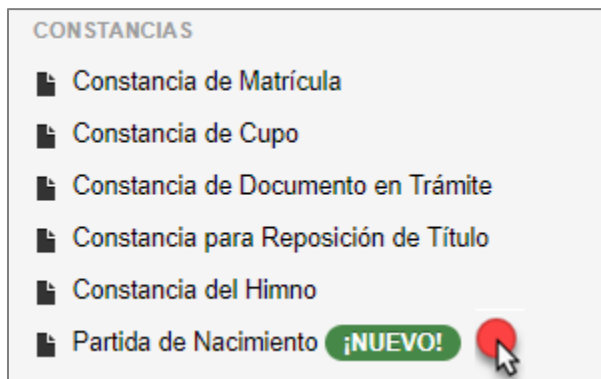 CONSTANCIAS
Constancia de Matrícula
Constancia de Cupo
Constancia de Documento en Trámite
Constancia para Reposición de Título
Constancia del Himno
Partida de Nacimiento ¡NUEVO!